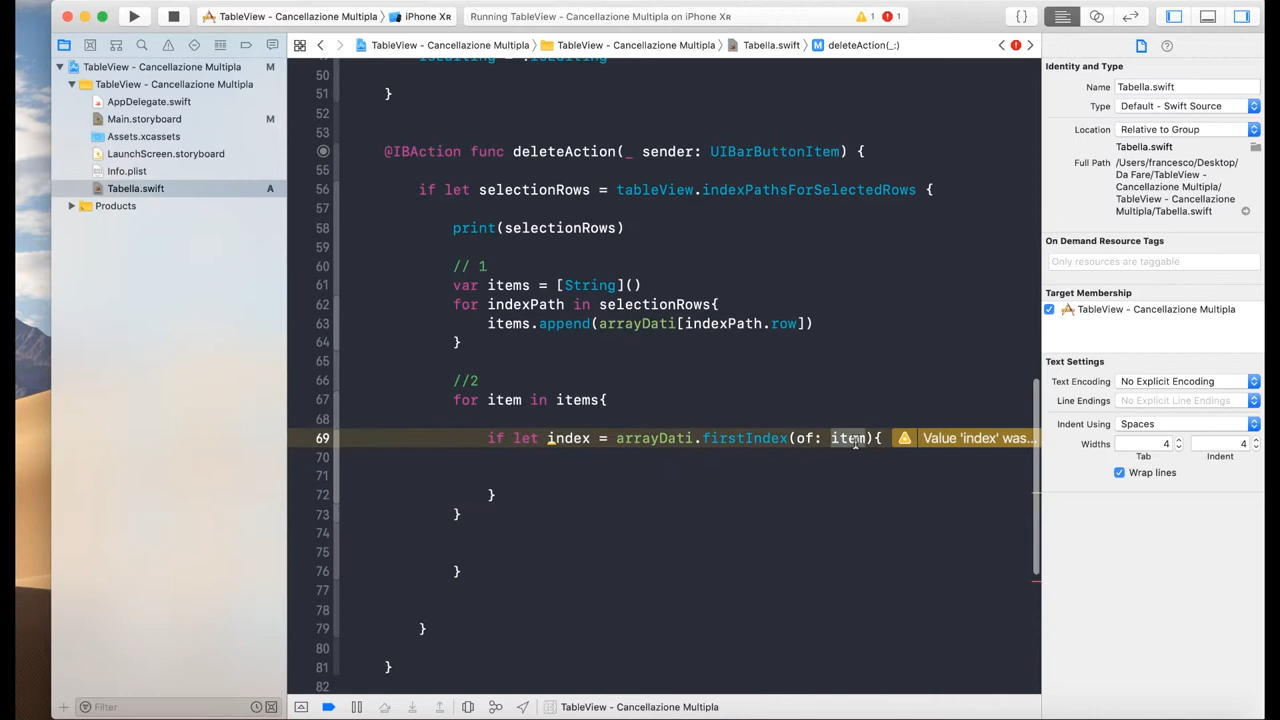 TableView - Cancellazione Multipla
iPhone XR
Running TableView - Cancellazione Multipla on iPhone XR
1
1
TableView - Cancellazione Multipla
TableView - Cancellazione Multipla
Tabella.swift
M deleteAction(_:)
TableView - Cancellazione Multipla M
TableView - Cancellazione Multipla
AppDelegate.swift
Main.storyboard M
Assets.xcassets
LaunchScreen.storyboard
Info.plist
Tabella.swift A
Products
Filter
isEditing = !isEditing
50
51 }
52
53
@IBAction func deleteAction(_ sender: UIBarButtonItem) {
55
56 if let selectionRows = tableView.indexPathsForSelectedRows {
57
58 print(selectionRows)
59
60 // 1
61 var items = [String]()
62 for indexPath in selectionRows{
63 items.append(arrayDati[indexPath.row])
64 }
65
66 //2
67 for item in items{
68
69 if let index = arrayDati.firstIndex(of: item){ Value 'index' was...
70
71
72 }
73 }
74
75
76 }
77
78
79 }
80
81 }
82
TableView - Cancellazione Multipla
Identity and Type
Name Tabella.swift
Type Default - Swift Source
Location Relative to Group
Tabella.swift
Full Path /Users/francesco/Desktop/
Da Fare/TableView -
Cancellazione Multipla/
TableView - Cancellazione
Multipla/Tabella.swift
On Demand Resource Tags
Only resources are taggable
Target Membership
TableView - Cancellazione Multipla
Text Settings
Text Encoding No Explicit Encoding
Line Endings No Explicit Line Endings
Indent Using Spaces
Widths 4 4
Tab Indent
Wrap lines